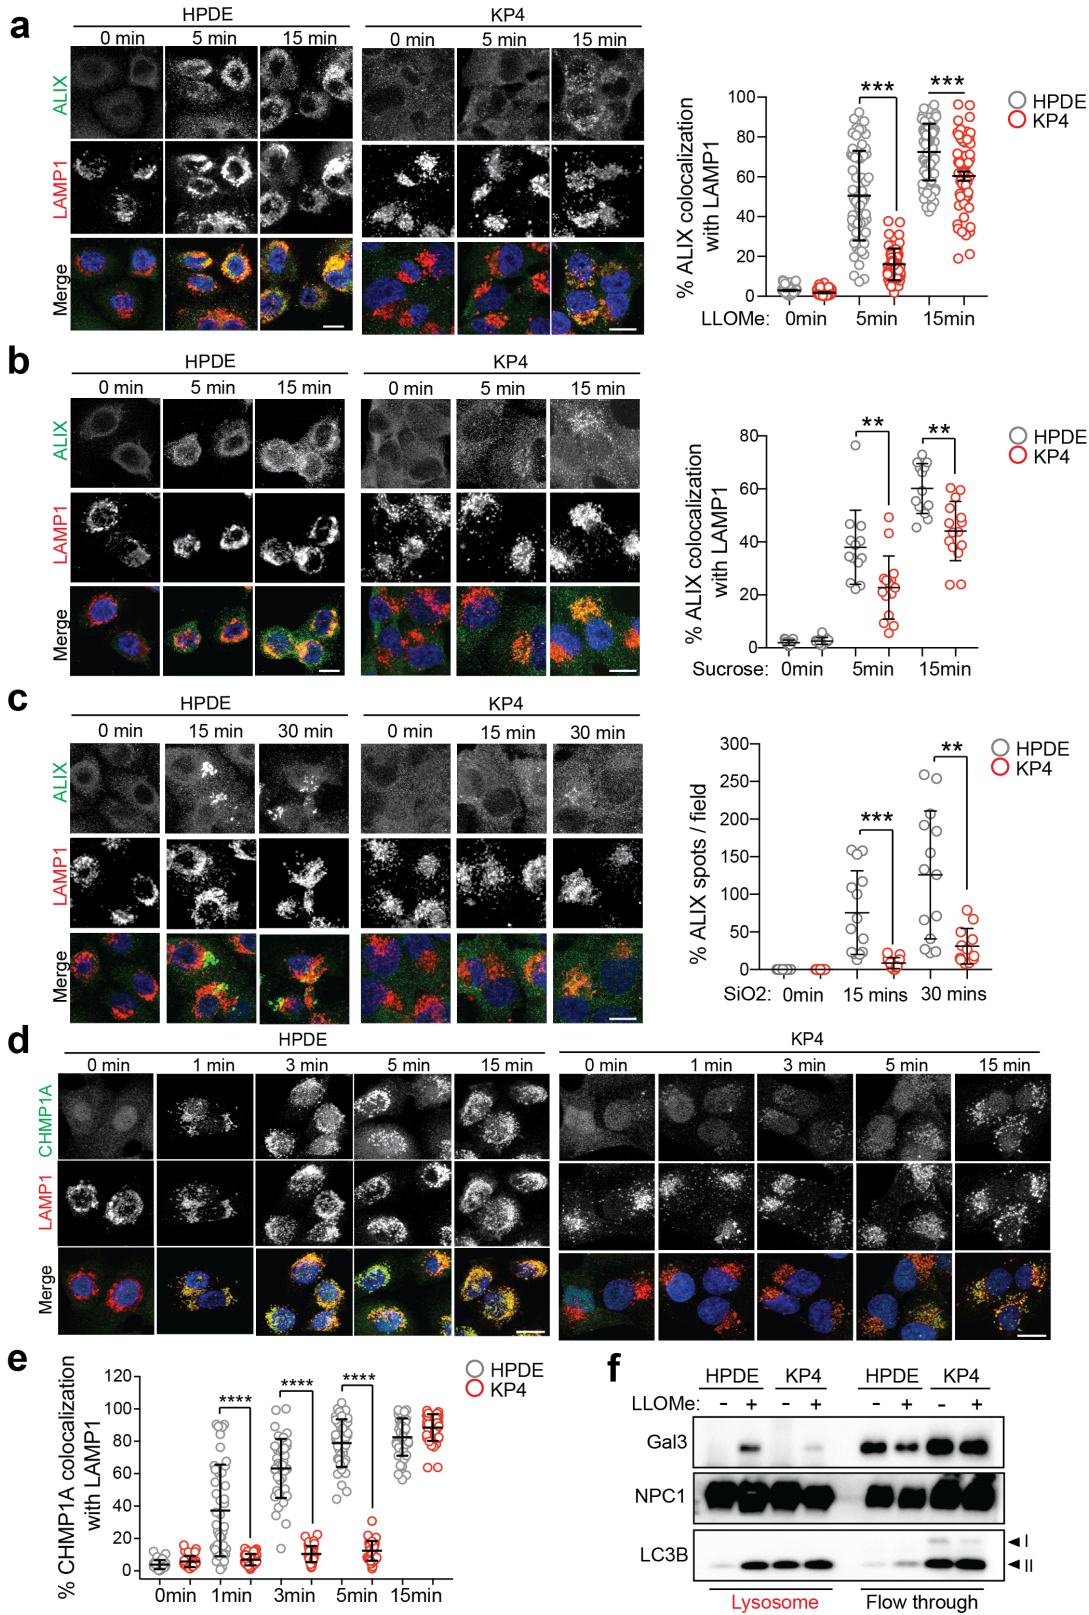 a
HPDE
KP4
0 min 5 min 15 min 0 min 5 min 15 min
ALIX
LAMP1
Merge
% ALIX colocalization
with LAMP1
100
80
60
40
20
0
*** ***
HPDE
KP4
LLOMe: 0min 5min 15min
b
HPDE
KP4
0 min 5 min 15 min 0 min 5 min 15 min
ALIX
LAMP1
Merge
% ALIX colocalization
with LAMP1
80
60
40
20
0
** **
HPDE
KP4
Sucrose: 0min 5min 15min
c
HPDE
KP4
0 min 15 min 30 min 0 min 15 min 30 min
ALIX
LAMP1
Merge
% ALIX spots / field
300
250
200
150
100
50
0
*** **
HPDE
KP4
SiO2: 0min 15 mins 30 mins
d
HPDE
KP4
0 min 1 min 3 min 5 min 15 min 0 min 1 min 3 min 5 min 15 min
CHMP1A
LAMP1
Merge
e
% CHMP1A colocalization
with LAMP1
120
100
80
60
40
20
0
**** **** ****
HPDE
KP4
0min 1min 3min 5min 15min
f
HPDE KP4 HPDE KP4
LLOMe: - + - + - + - +
Gal3
NPC1
LC3B
I
II
Lysosome Flow through